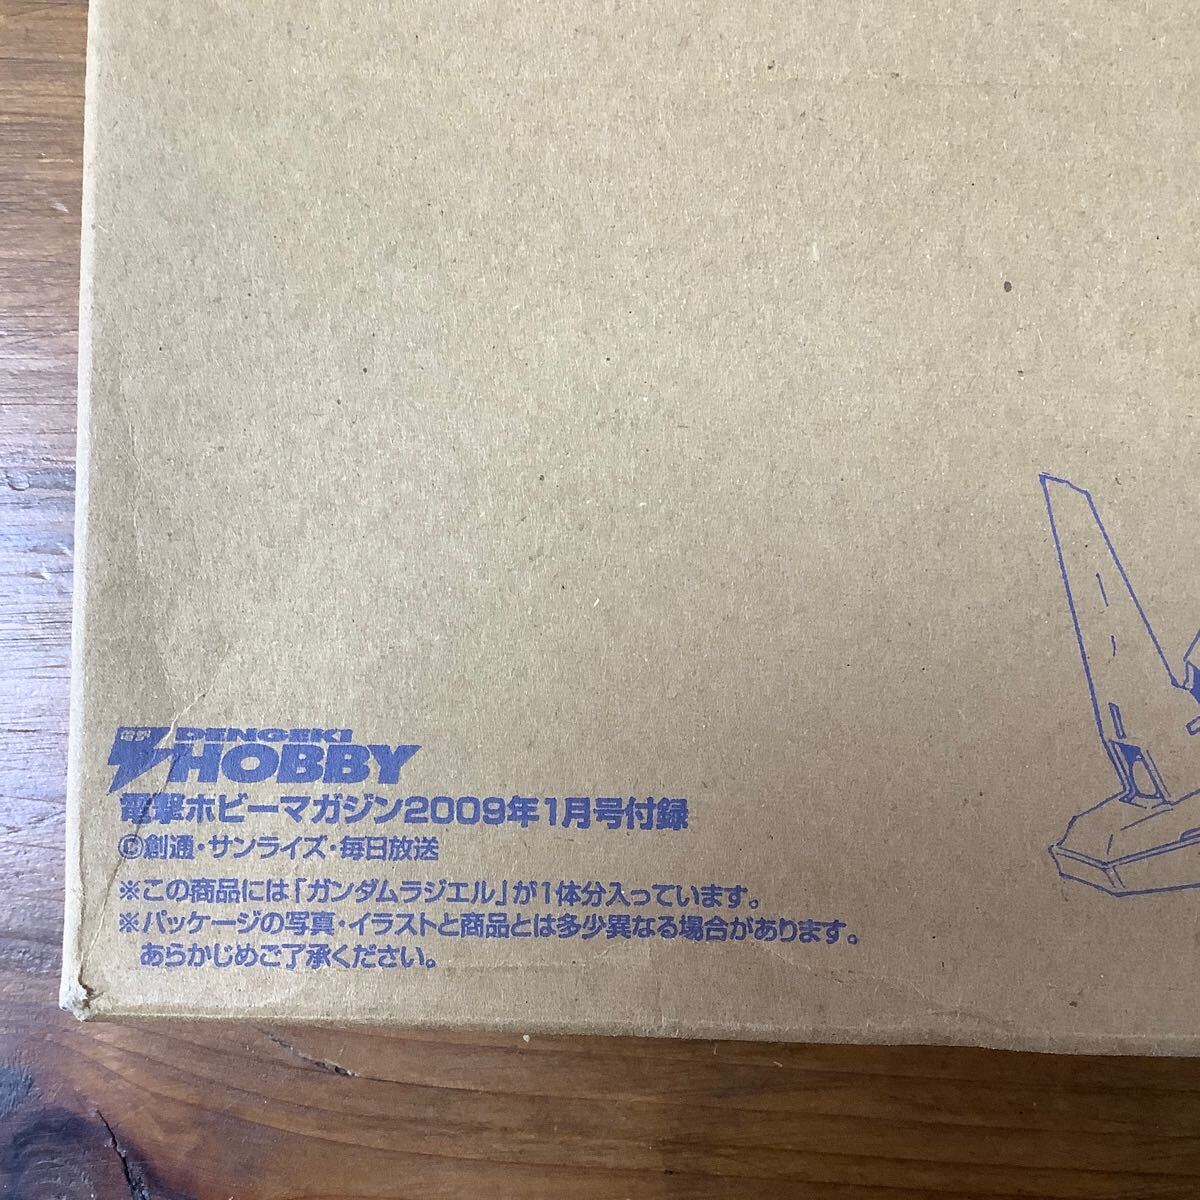 電撃
DENGEKI
HOBBY
電撃ホビーマガジン2009年1月号付録
©創通・サンライズ・毎日放送
※この商品には「ガンダムラジエル」が1体分入っています。
※パッケージの写真・イラストと商品とは多少異なる場合があります。
あらかじめご了承ください。